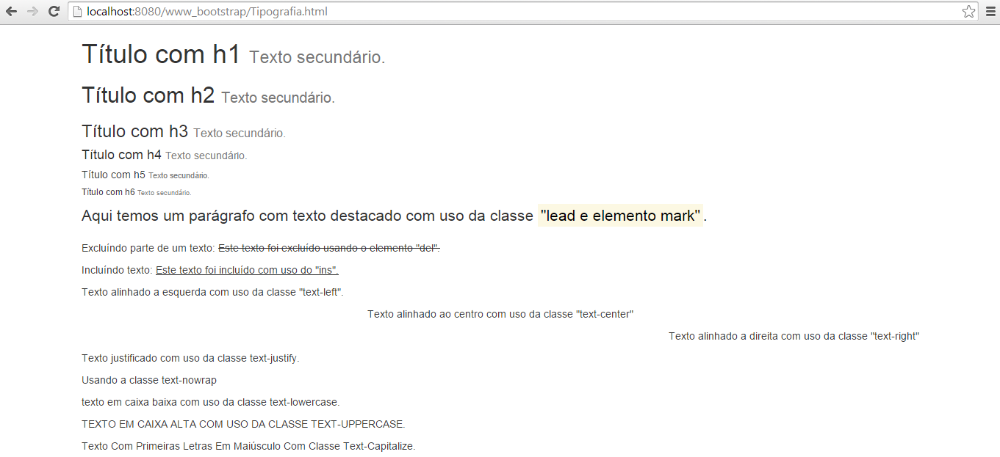 localhost:8080/www_bootstrap/Tipografia.html
Título com h1 Texto secundário.
Título com h2 Texto secundário.
Título com h3 Texto secundário.
Título com h4 Texto secundário.
Título com h5 Texto secundário.
Título com h6 Texto secundário.
Aqui temos um parágrafo com texto destacado com uso da classe "lead e elemento mark".
Excluíndo parte de um texto: Este texto foi excluído usando o elemento "del".
Incluíndo texto: Este texto foi incluído com uso do "ins".
Texto alinhado a esquerda com uso da classe "text-left".
Texto alinhado ao centro com uso da classe "text-center"
Texto alinhado a direita com uso da classe "text-right"
Texto justificado com uso da classe text-justify.
Usando a classe text-nowrap
texto em caixa baixa com uso da classe text-lowercase.
TEXTO EM CAIXA ALTA COM USO DA CLASSE TEXT-UPPERCASE.
Texto Com Primeiras Letras Em Maiúsculo Com Classe Text-Capitalize.